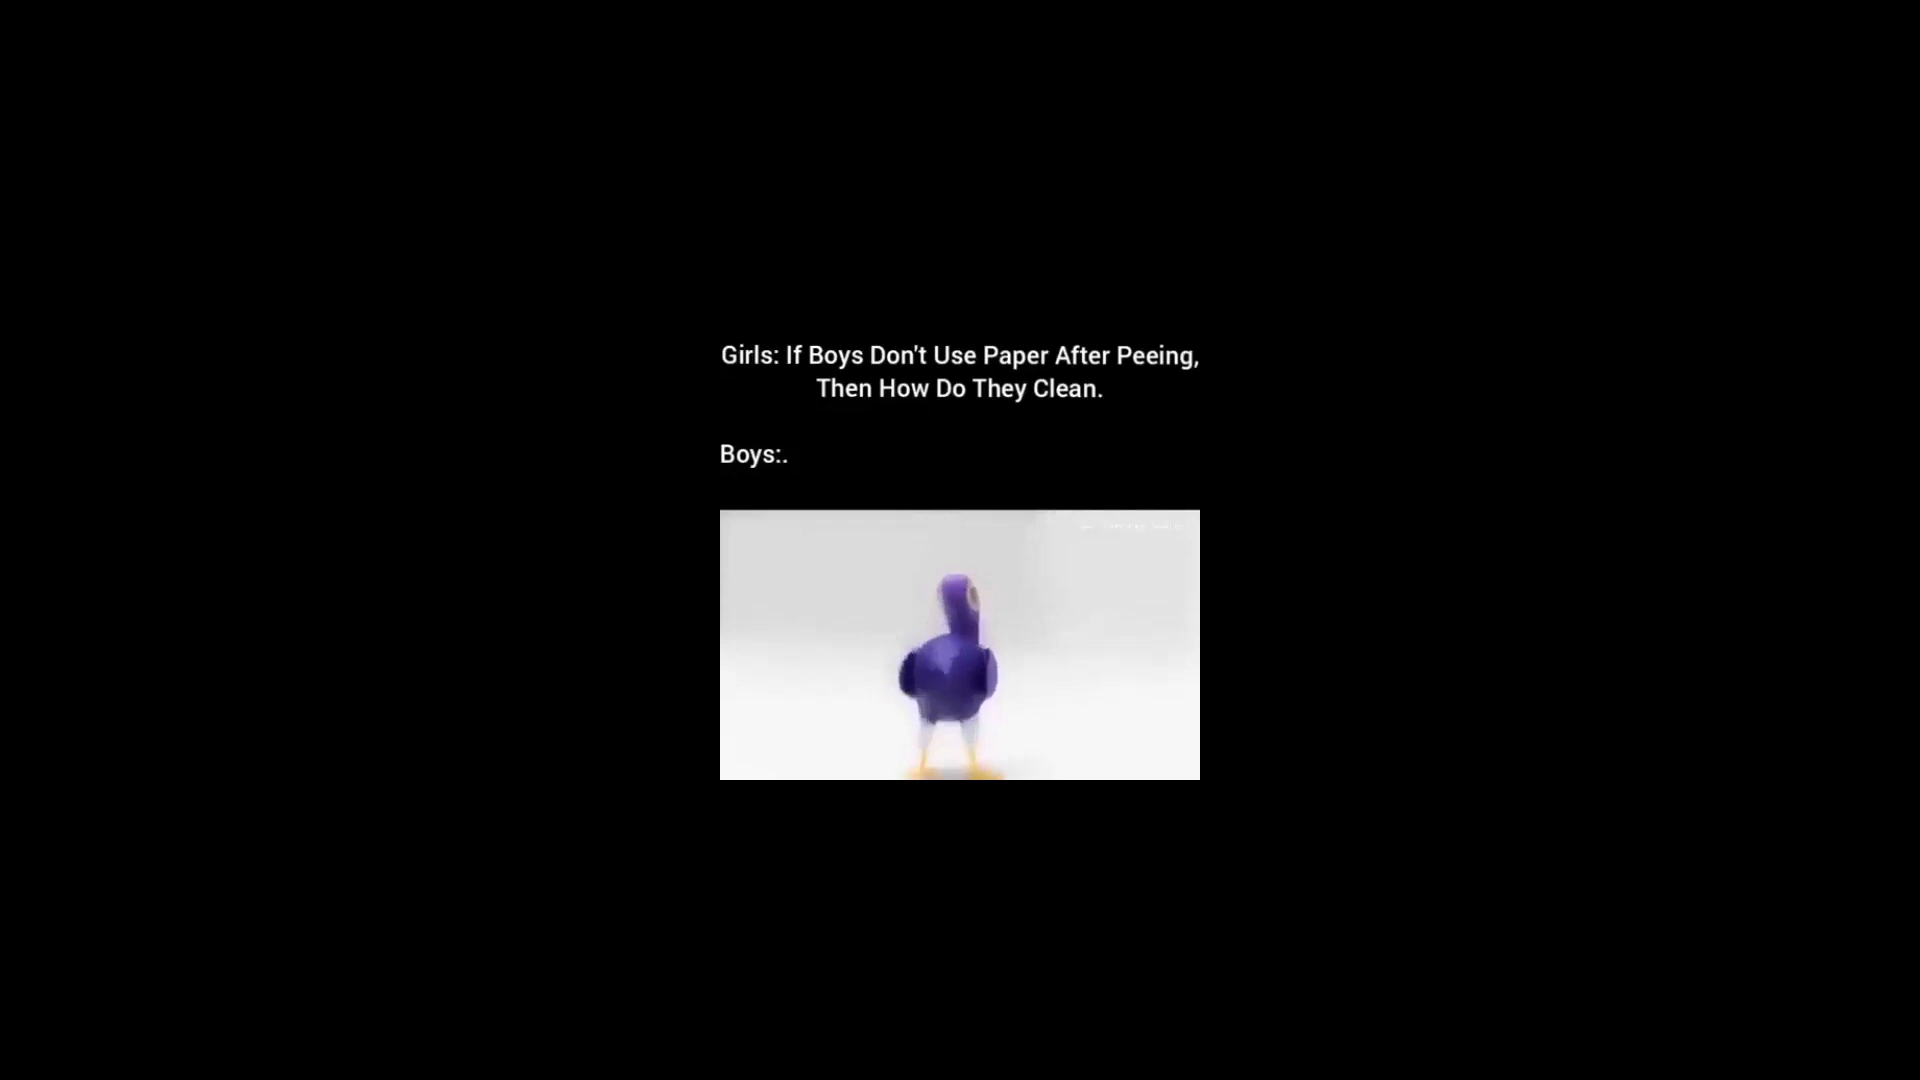 Girls: If Boys Don't Use Paper After Peeing,
Then How Do They Clean.
Boys:.